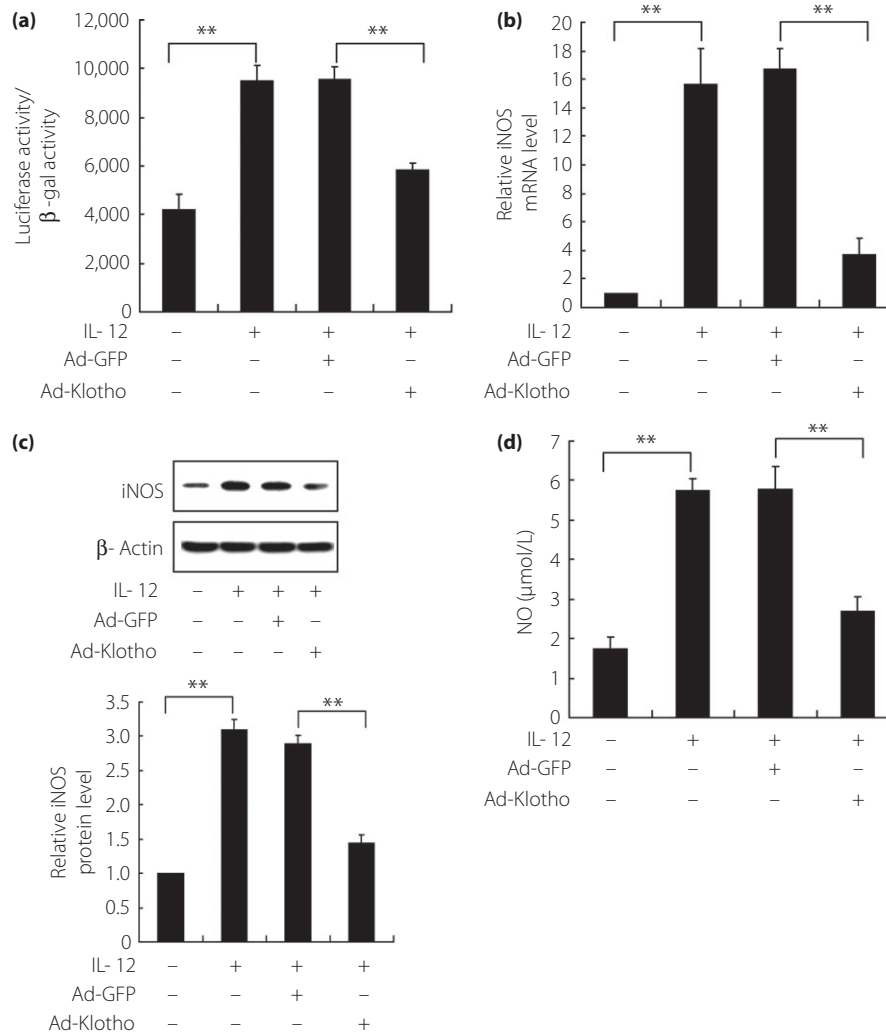 (a)
Luciferase activity/
β -gal activity
12,000
10,000
8,000
6,000
4,000
2,000
0
**
**
IL- 12 – + + +
Ad-GFP – – + –
Ad-Klotho – – – +
(b)
Relative iNOS
mRNA level
20
18
16
14
12
10
8
6
4
2
0
**
**
IL- 12 – + + +
Ad-GFP – – + –
Ad-Klotho – – – +
(c)
iNOS
β- Actin
IL- 12 – + + +
Ad-GFP – – + –
Ad-Klotho – – – +
Relative iNOS
protein level
3.5
3.0
2.5
2.0
1.5
1.0
0.5
0
**
**
IL- 12 – + + +
Ad-GFP – – + –
Ad-Klotho – – – +
(d)
NO (μmol/L)
7
6
5
4
3
2
1
0
**
**
IL- 12 – + + +
Ad-GFP – – + –
Ad-Klotho – – – +